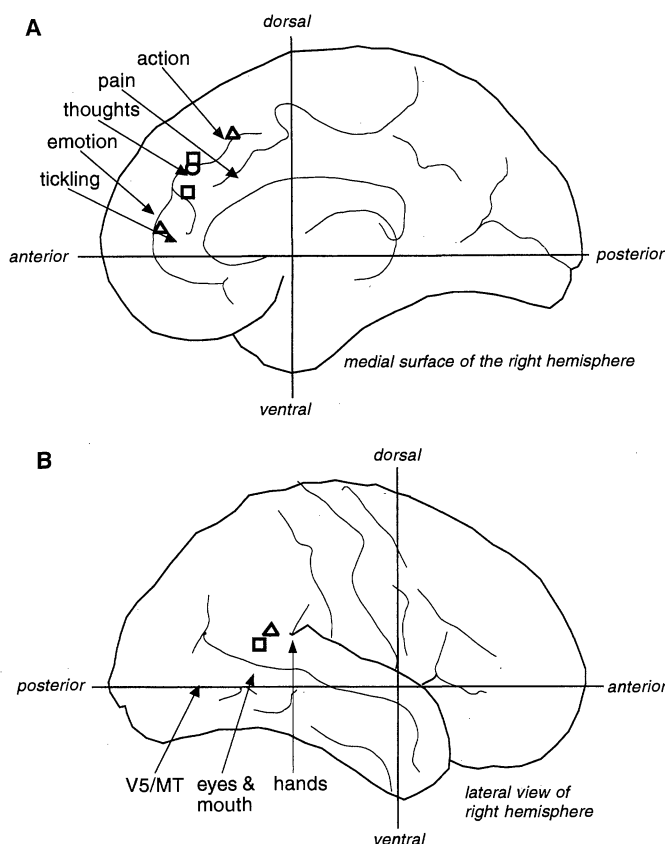 A
dorsal
action
pain
thoughts
emotion
tickling
anterior
posterior
medial surface of the right hemisphere
ventral
B
dorsal
posterior
anterior
V5/MT
eyes &
mouth
hands
lateral view of
right hemisphere
ventral